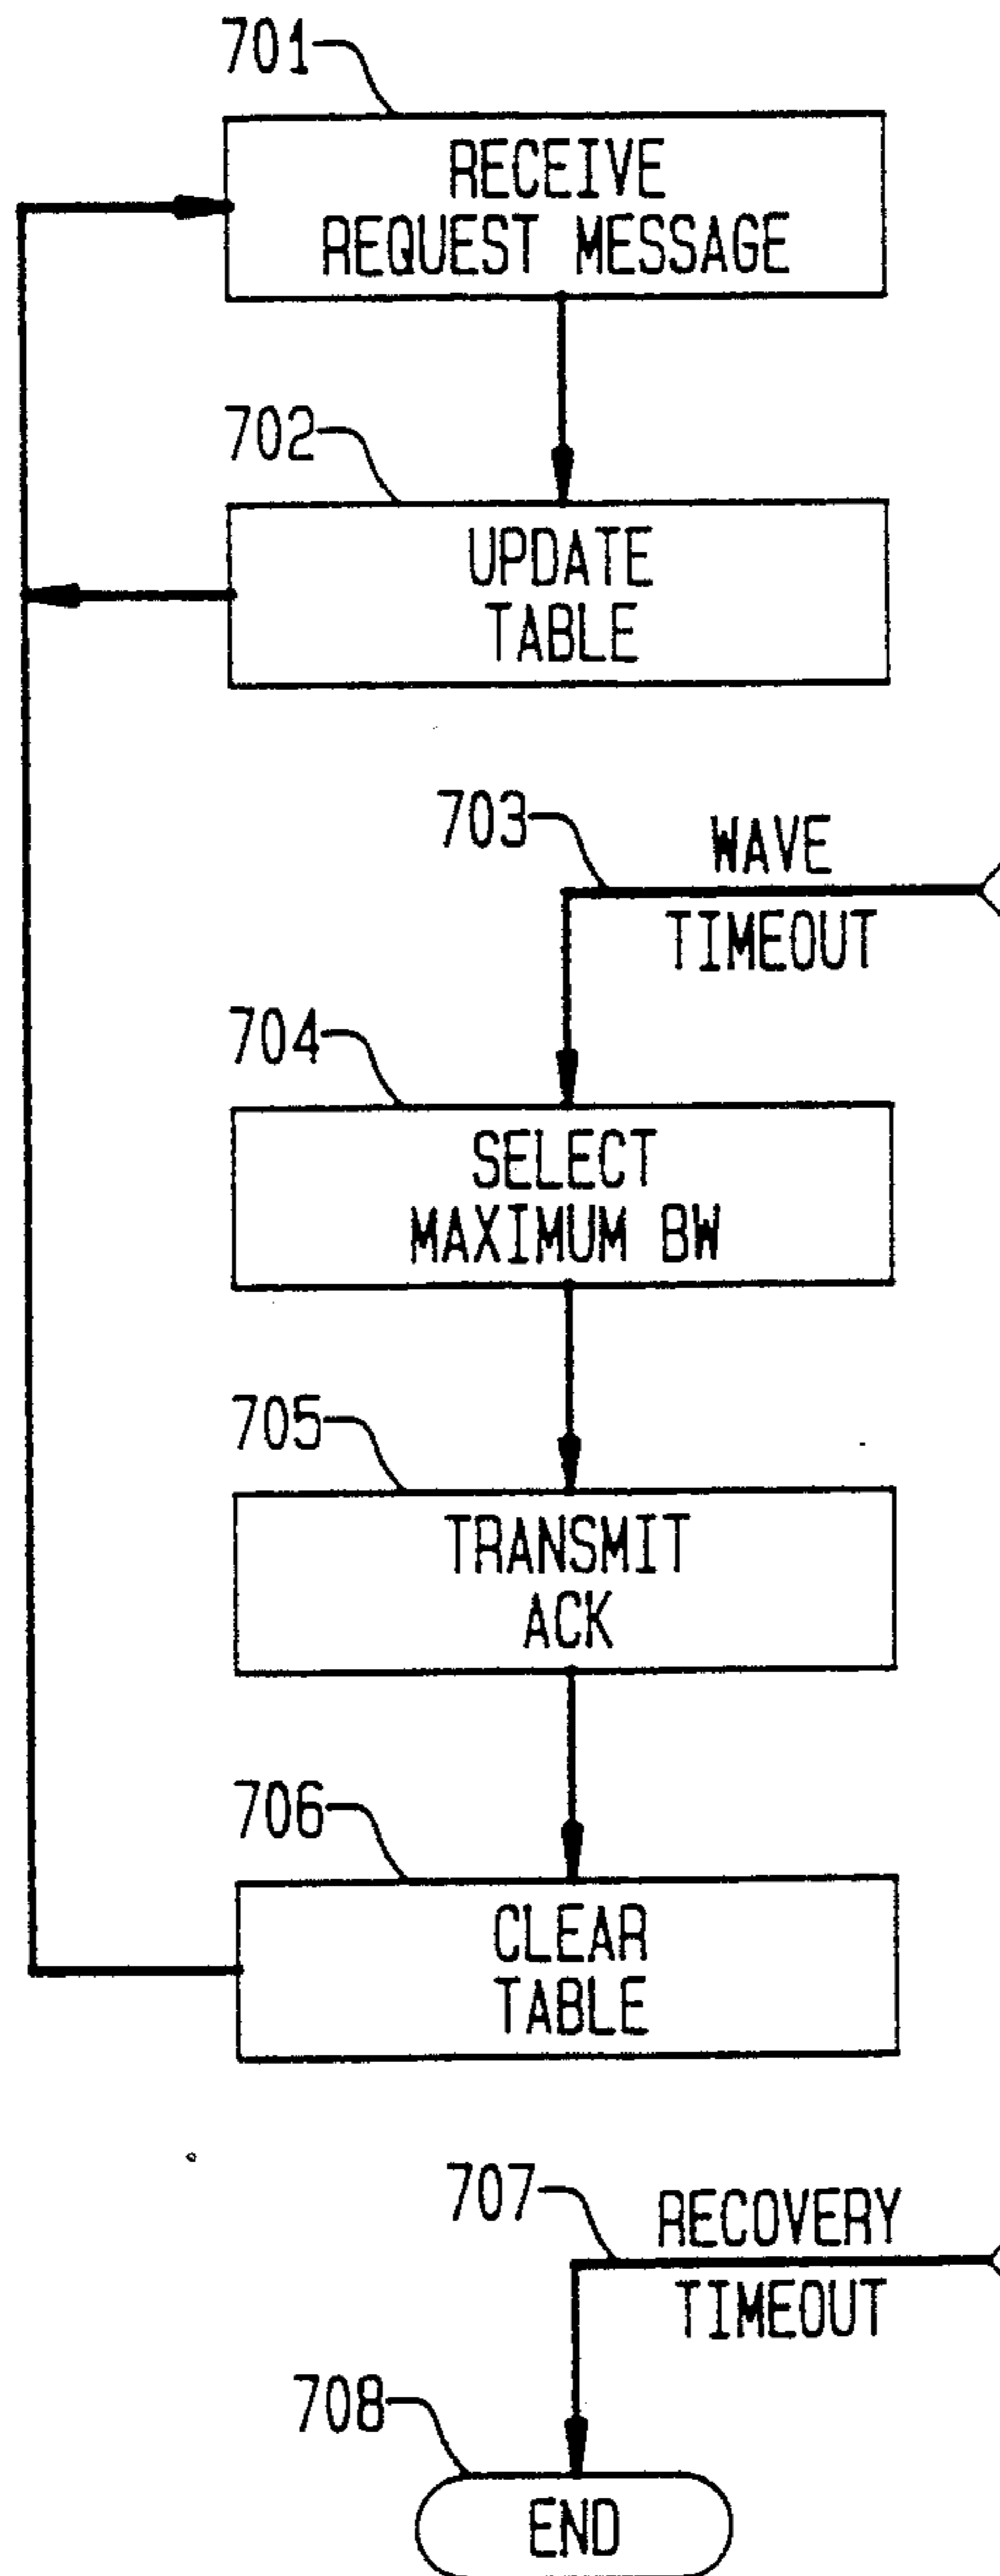 701
RECEIVE
REQUEST MESSAGE
702
UPDATE
TABLE
703
WAVE
TIMEOUT
704
SELECT
MAXIMUM BW
705
TRANSMIT
ACK
706
CLEAR
TABLE
707
RECOVERY
TIMEOUT
708
END